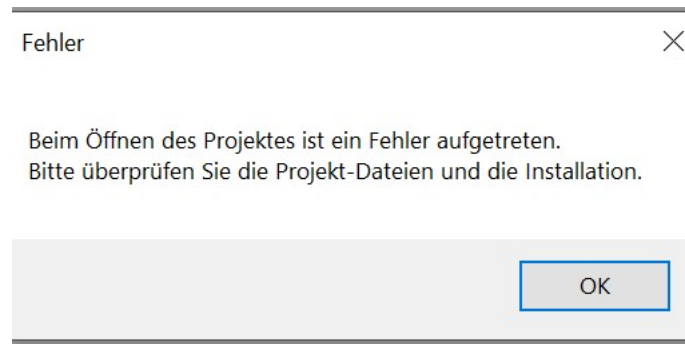 Fehler
Beim Öffnen des Projektes ist ein Fehler aufgetreten.
Bitte überprüfen Sie die Projekt-Dateien und die Installation.
OK